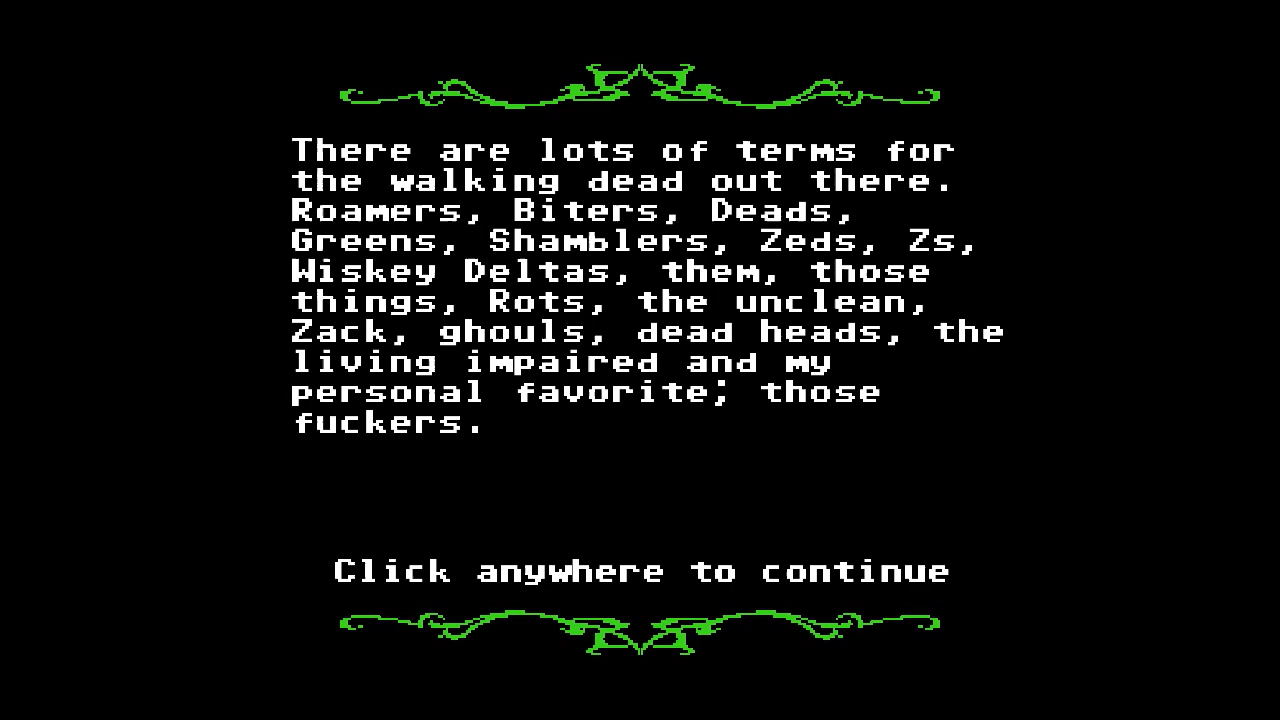 There are lots of terms for
the walking dead out there.
Roamers, Biters, Deads,
Greens, Shamblers, Zeds, Zs,
Wiskey Deltas, them, those
things, Rots, the unclean,
Zack, ghouls, dead heads, the
living impaired and my
personal favorite; those
fuckers.
Click anywhere to continue